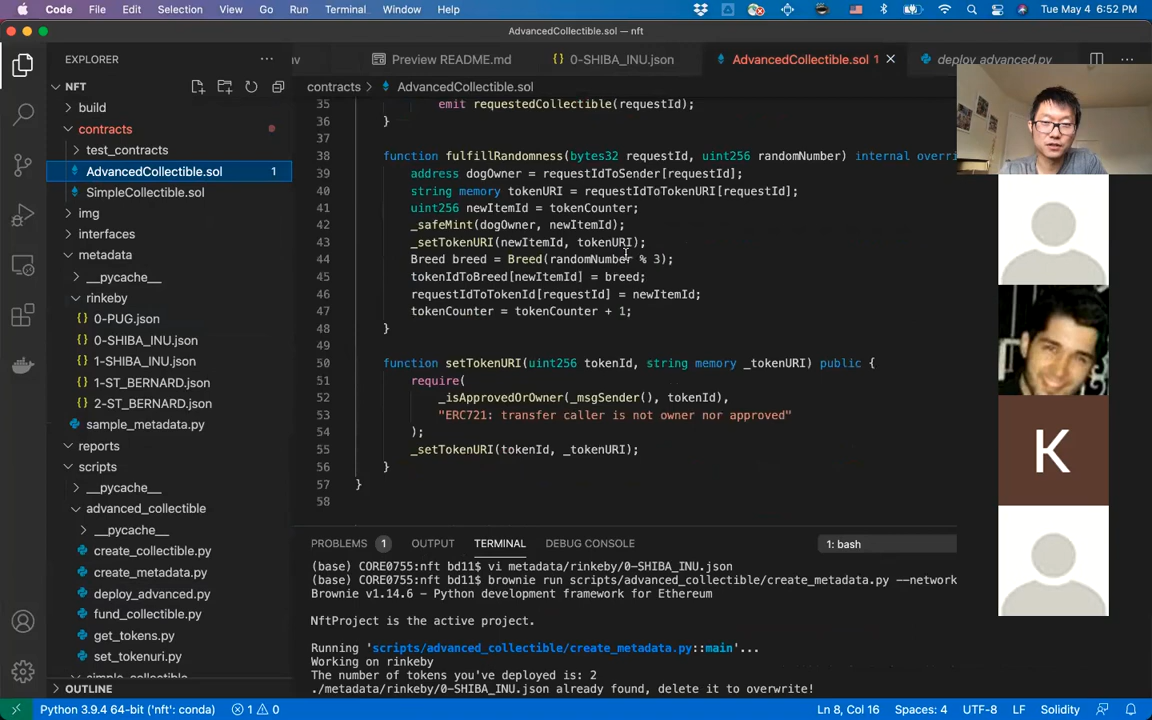 Code File Edit Selection View Go Run Terminal Window Help Tue May 4 6:52 PM
AdvancedCollectible.sol — nft
EXPLORER
Preview README.md
0-SHIBA_INU.json
AdvancedCollectible.sol 1
deploy_advanced.py
NFT
contracts > AdvancedCollectible.sol
build
contracts
test_contracts
AdvancedCollectible.sol 1
SimpleCollectible.sol
img
interfaces
metadata
__pycache__
rinkeby
0-PUG.json
0-SHIBA_INU.json
1-SHIBA_INU.json
1-ST_BERNARD.json
2-ST_BERNARD.json
sample_metadata.py
reports
scripts
__pycache__
advanced_collectible
__pycache__
create_collectible.py
create_metadata.py
deploy_advanced.py
fund_collectible.py
get_tokens.py
set_tokenuri.py
simple_collectible
OUTLINE
35 emit requestedCollectible(requestId);
36 }
37
38 function fulfillRandomness(bytes32 requestId, uint256 randomNumber) internal overri
39 address dogOwner = requestIdToSender[requestId];
40 string memory tokenURI = requestIdToTokenURI[requestId];
41 uint256 newItemId = tokenCounter;
42 _safeMint(dogOwner, newItemId);
43 _setTokenURI(newItemId, tokenURI);
44 Breed breed = Breed(randomNumber % 3);
45 tokenIdToBreed[newItemId] = breed;
46 requestIdToTokenId[requestId] = newItemId;
47 tokenCounter = tokenCounter + 1;
48 }
49
50 function setTokenURI(uint256 tokenId, string memory _tokenURI) public {
51 require(
52 _isApprovedOrOwner(_msgSender(), tokenId),
53 "ERC721: transfer caller is not owner nor approved"
54 );
55 _setTokenURI(tokenId, _tokenURI);
56 }
57 }
58
K
PROBLEMS 1 OUTPUT TERMINAL DEBUG CONSOLE 1: bash
(base) CORE0755:nft bd11$ vi metadata/rinkeby/0-SHIBA_INU.json
(base) CORE0755:nft bd11$ brownie run scripts/advanced_collectible/create_metadata.py --network
Brownie v1.14.6 - Python development framework for Ethereum
NftProject is the active project.
Running 'scripts/advanced_collectible/create_metadata.py::main'...
Working on rinkeby
The number of tokens you've deployed is: 2
./metadata/rinkeby/0-SHIBA_INU.json already found, delete it to overwrite!
Python 3.9.4 64-bit ('nft': conda) 1 0 Ln 8, Col 16 Spaces: 4 UTF-8 LF Solidity